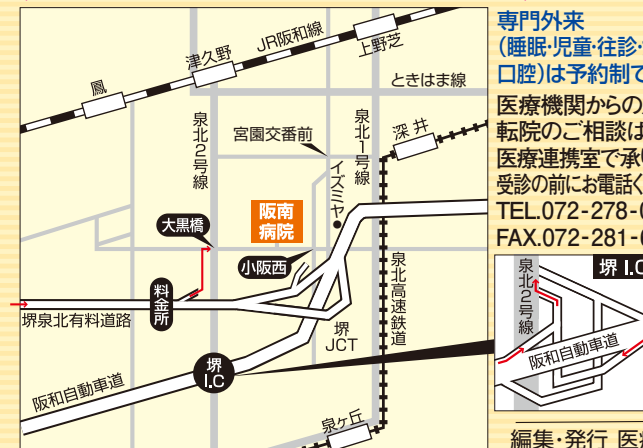 鳳
津久野
JR阪和線
上野芝
ときはま線
泉北2号線
宮園交番前
泉北1号線
深井
イズミヤ
阪南
病院
大黒橋
小阪西
料金所
堺泉北有料道路
堺
JCT
泉北高速鉄道
堺
I.C
阪和自動車道
泉ヶ丘
専門外来
(睡眠・児童・往診・
口腔)は予約制で
医療機関からの
転院のご相談は
医療連携室で承
受診の前にお電話く
TEL.072-278-
FAX.072-281-
堺 I.C
泉北2号線
阪和自動車道
編集・発行 医